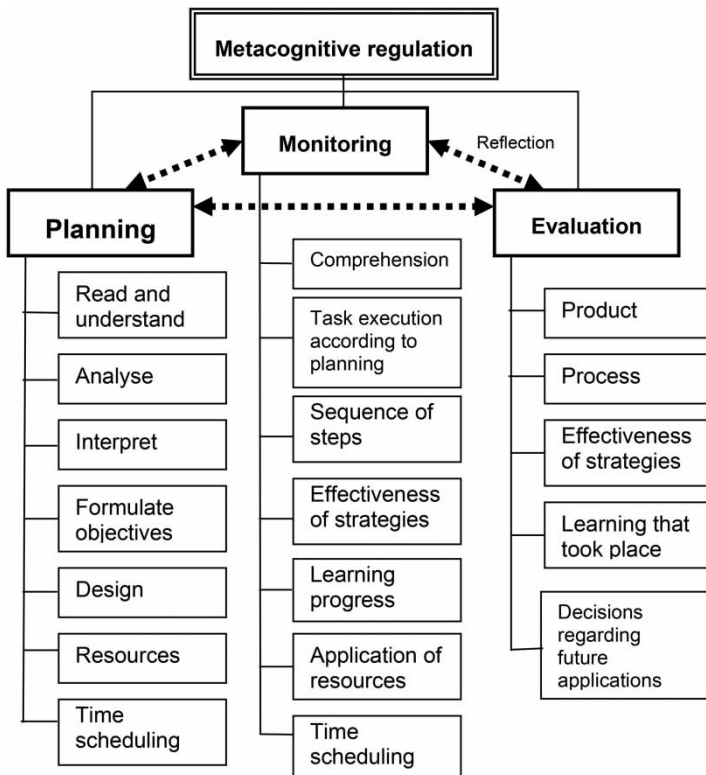 Metacognitive regulation
Monitoring
Reflection
Planning
Evaluation
Read and
understand
Analyse
Interpret
Formulate
objectives
Design
Resources
Time
scheduling
Comprehension
Task execution
according to
planning
Sequence of
steps
Effectiveness
of strategies
Learning
progress
Application of
resources
Time
scheduling
Product
Process
Effectiveness
of strategies
Learning that
took place
Decisions
regarding
future
applications